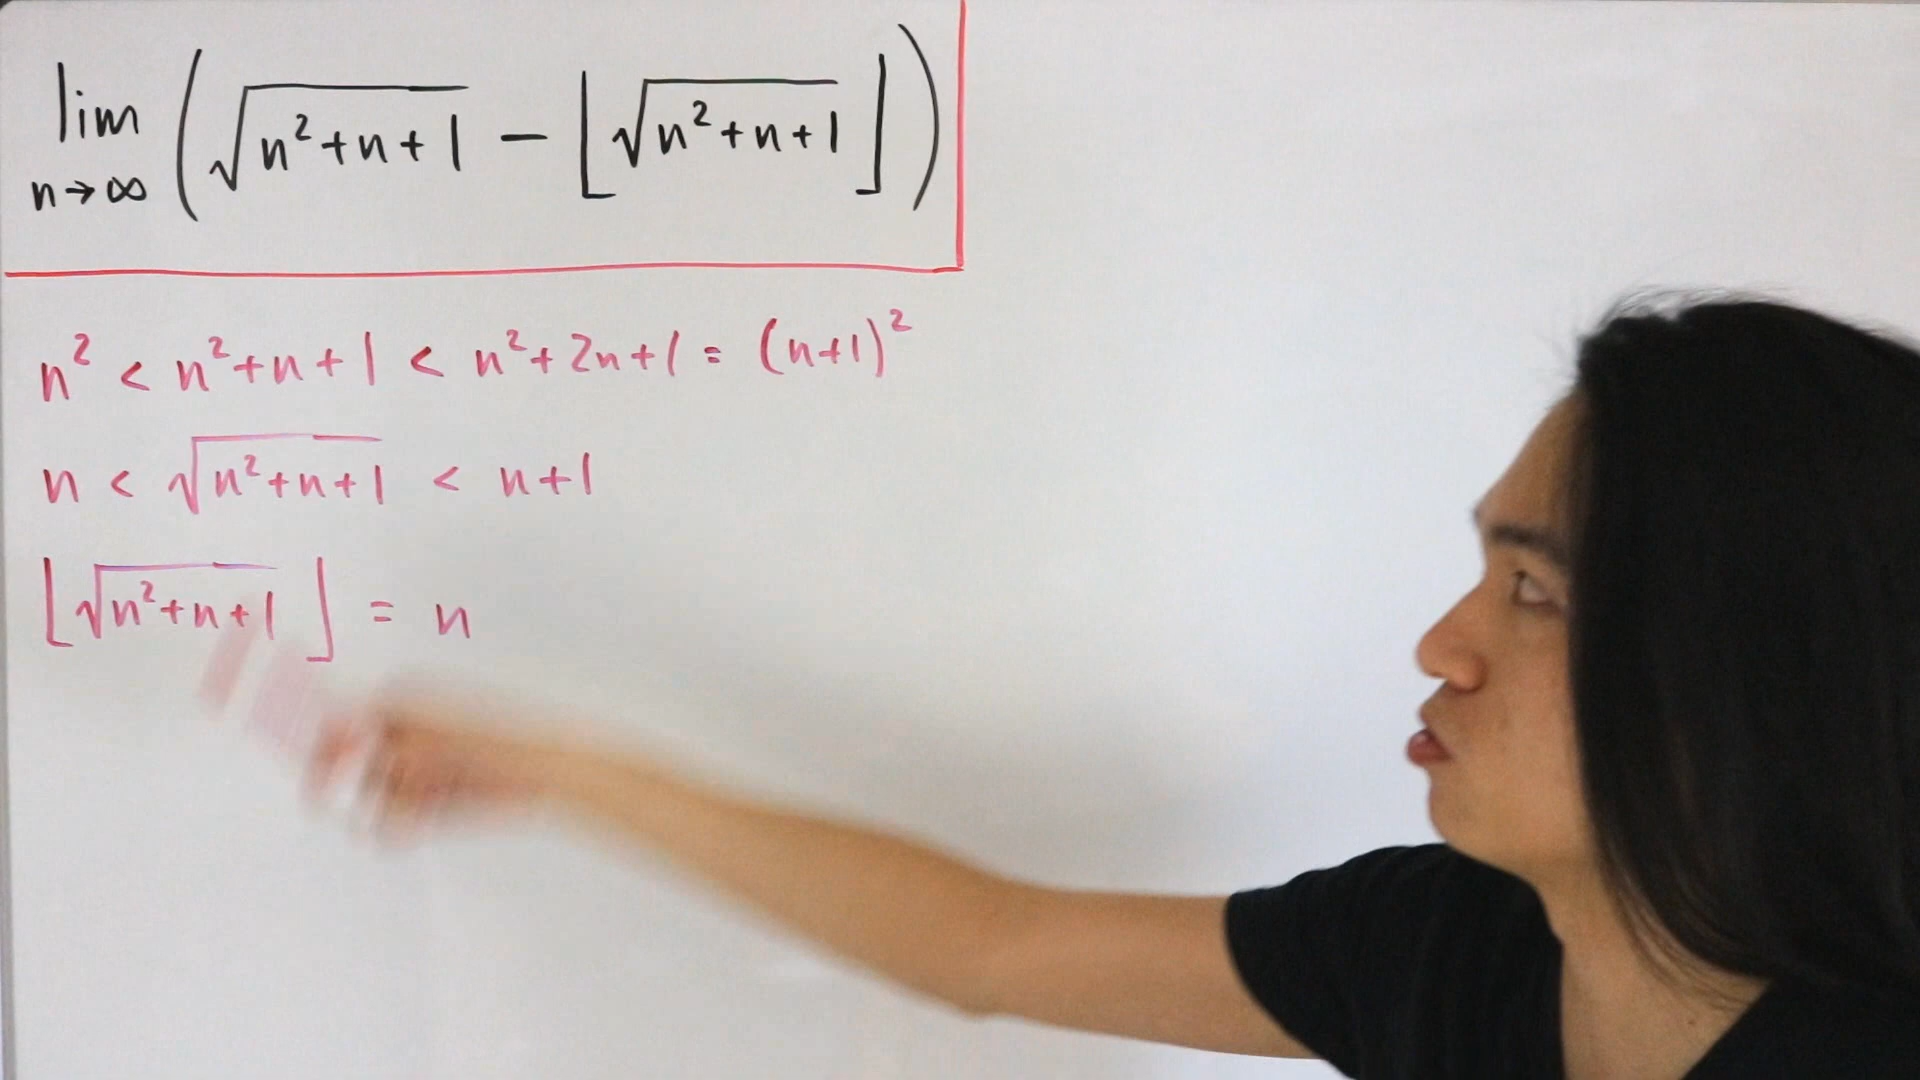 lim n→∞ (√(n²+n+1) − ⌊√(n²+n+1)⌋)
n² < n²+n+1 < n²+2n+1 = (n+1)²
n < √(n²+n+1) < n+1
⌊√(n²+n+1)⌋ = n